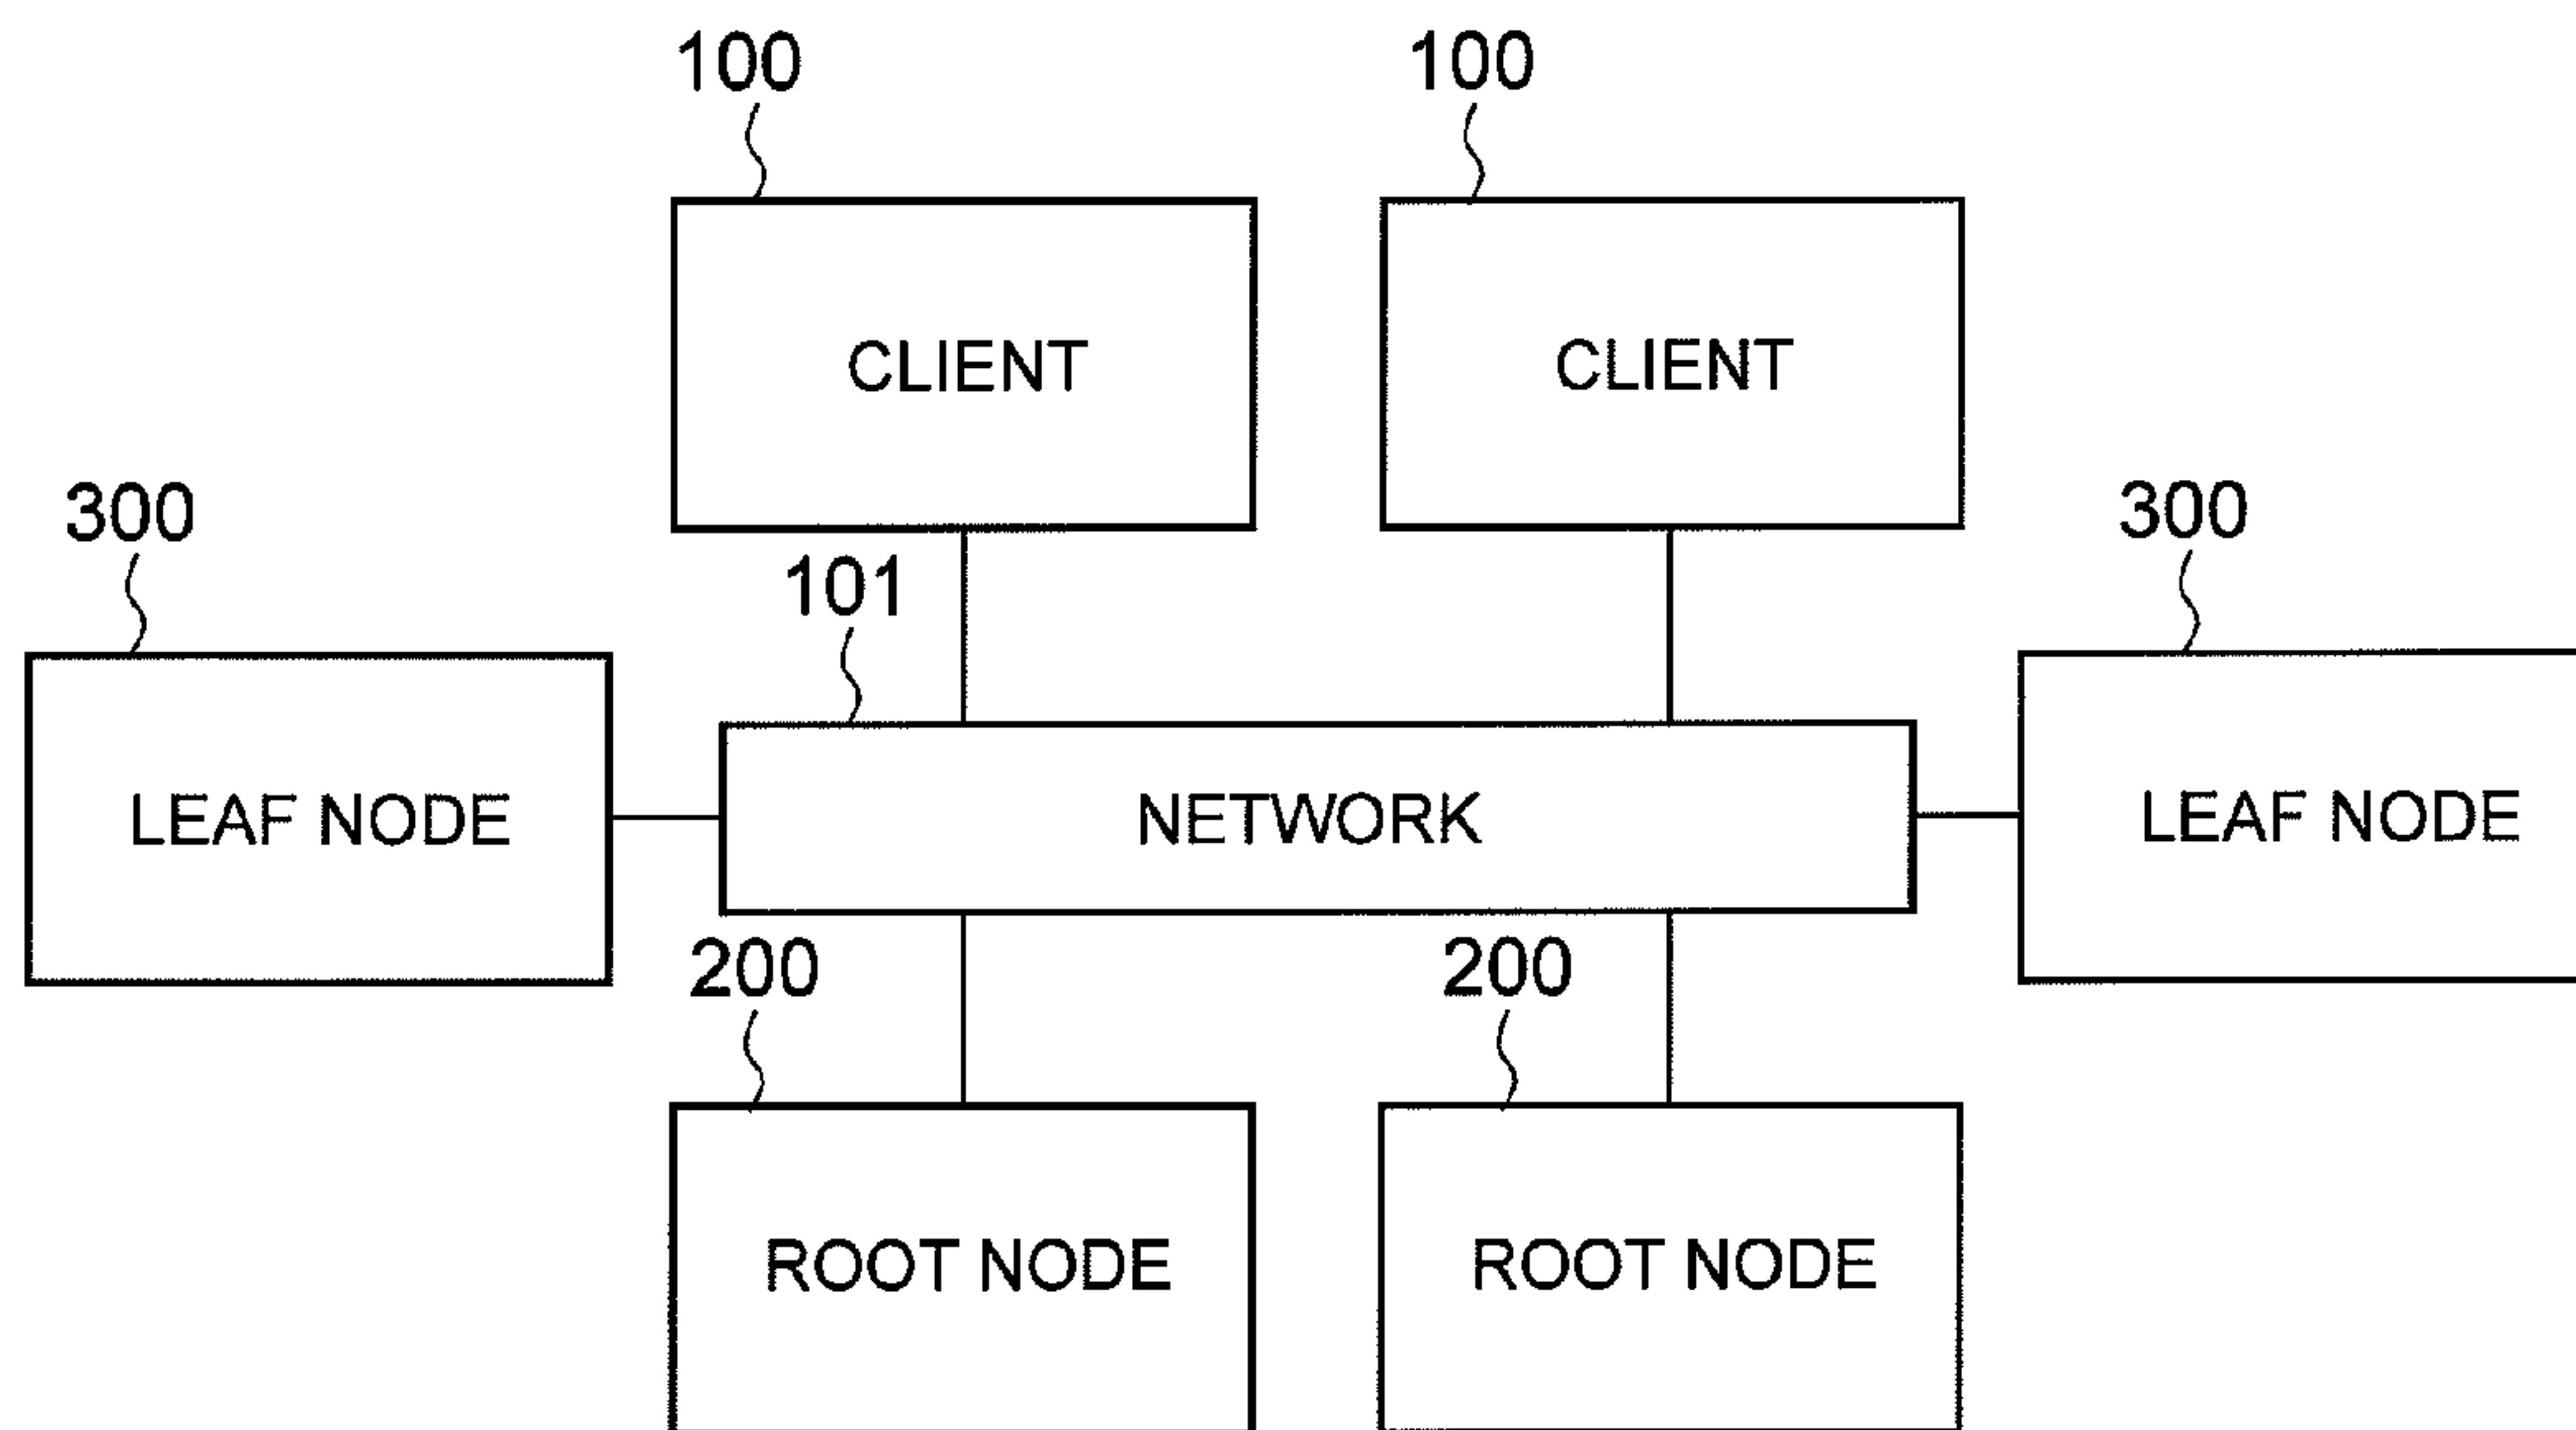 100
100
CLIENT
CLIENT
300
300
101
LEAF NODE
NETWORK
LEAF NODE
200
200
ROOT NODE
ROOT NODE